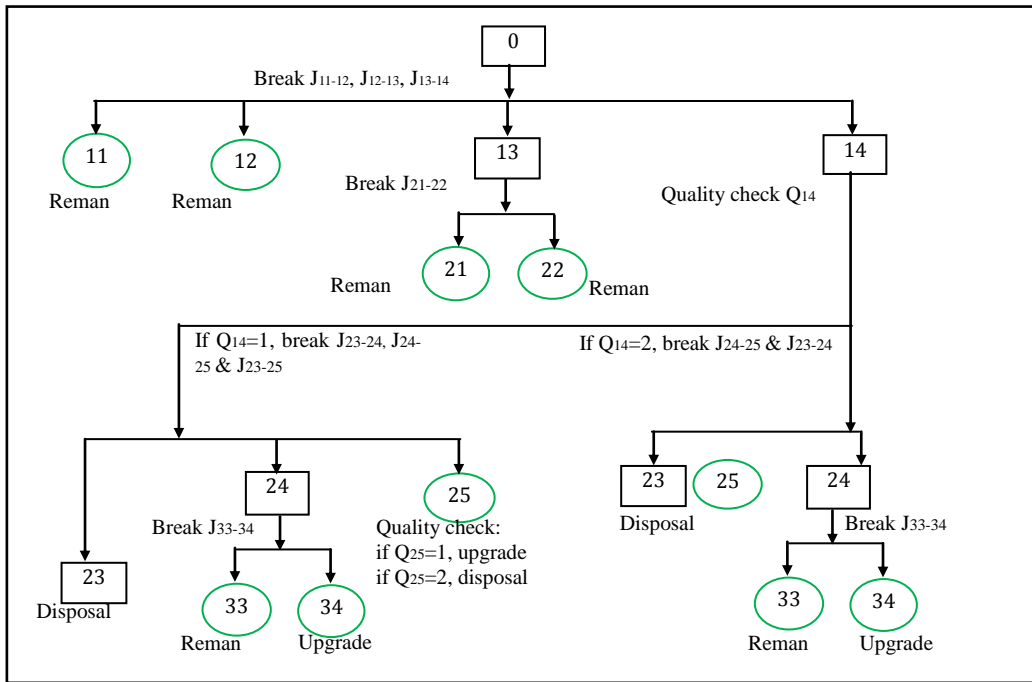 0
Break J11-12, J12-13, J13-14
11
12
13
14
Reman
Reman
Break J21-22
Quality check Q14
21
22
Reman
Reman
If Q14=1, break J23-24, J24-
25 & J23-25
If Q14=2, break J24-25 & J23-24
24
25
23
25
24
Break J33-34
Quality check:
if Q25=1, upgrade
if Q25=2, disposal
Disposal
Break J33-34
23
Disposal
33
34
Reman
Upgrade
33
34
Reman
Upgrade